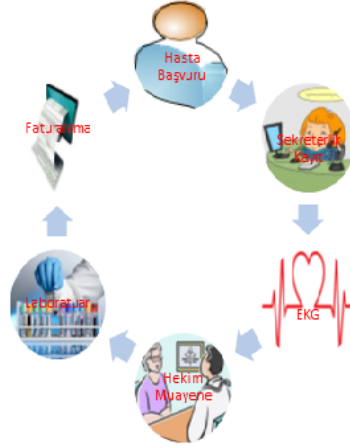 Hasta
Başvuru
Sekreterlik
Kayıt
EKG
Hekim
Muayene
Laboratuar
Faturalama